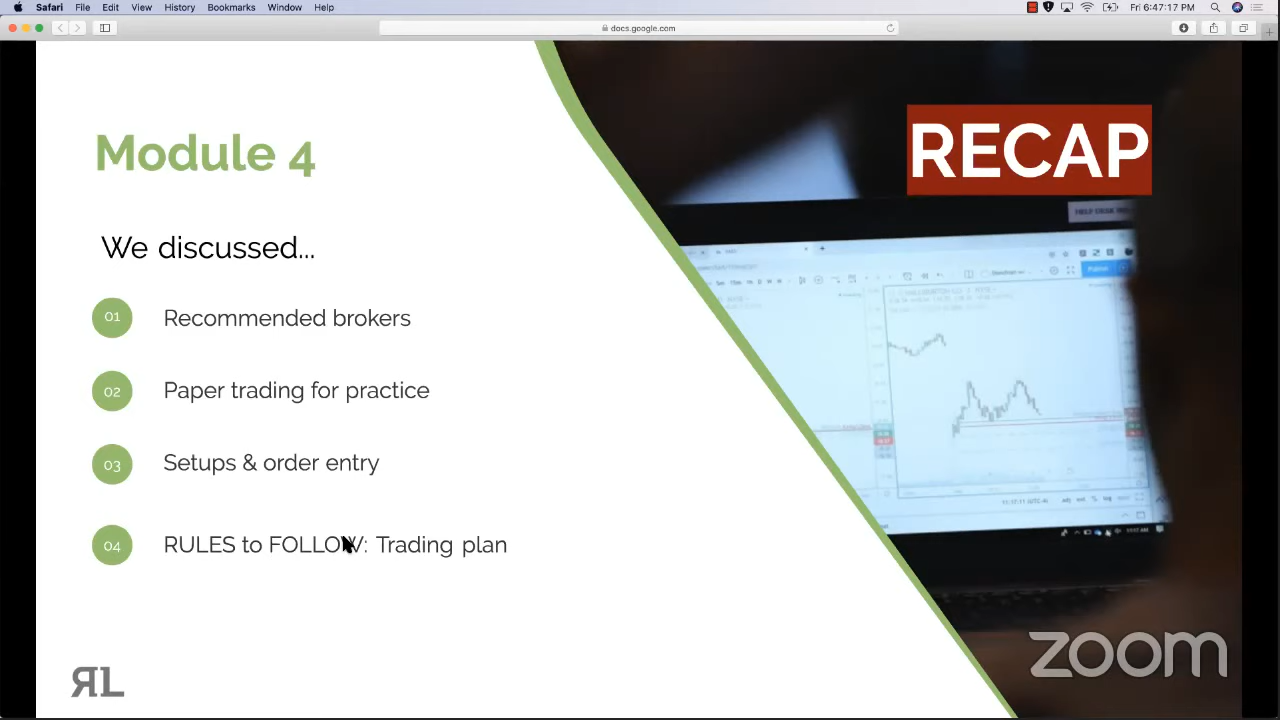 Safari File Edit View History Bookmarks Window Help
Fri 6:47:17 PM
docs.google.com
RECAP
Module 4
We discussed...
01 Recommended brokers
02 Paper trading for practice
03 Setups & order entry
04 RULES to FOLLOW: Trading plan
RL
zoom